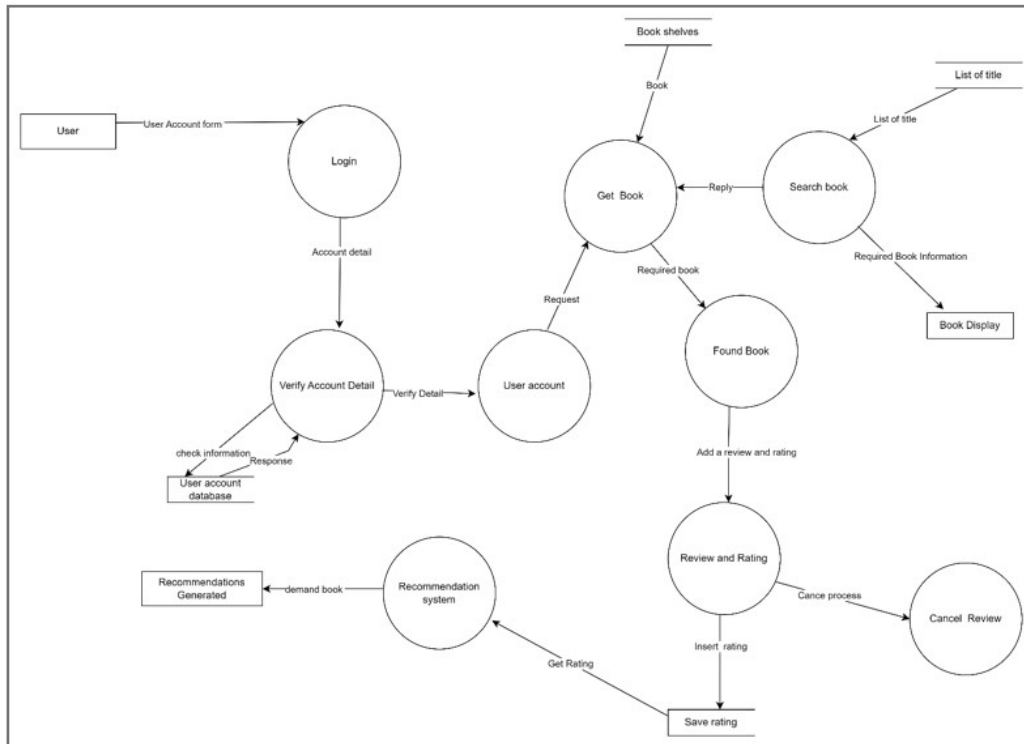 Book shelves
List of title
Book
List of title
User
User Account form
Login
Get Book
Reply
Search book
Account detail
Required book
Required Book Information
Request
Book Display
Found Book
Verify Account Detail
Verify Detail
User account
check information
Response
Add a review and rating
User account
database
Review and Rating
Recommendations
Generated
demand book
Recommendation
system
Cance process
Cancel Review
Insert rating
Get Rating
Save rating